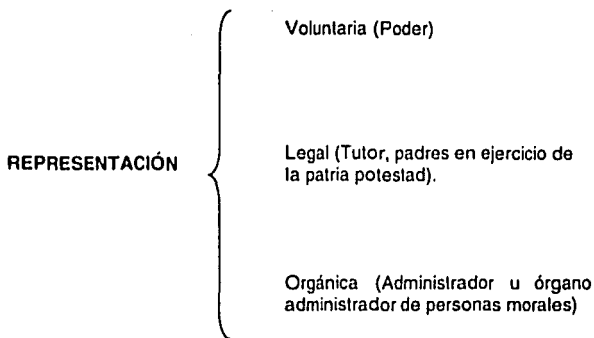 Voluntaria (Poder)
REPRESENTACIÓN
Legal (Tutor, padres en ejercicio de
la patria potestad).
Orgánica (Administrador u órgano
administrador de personas morales)